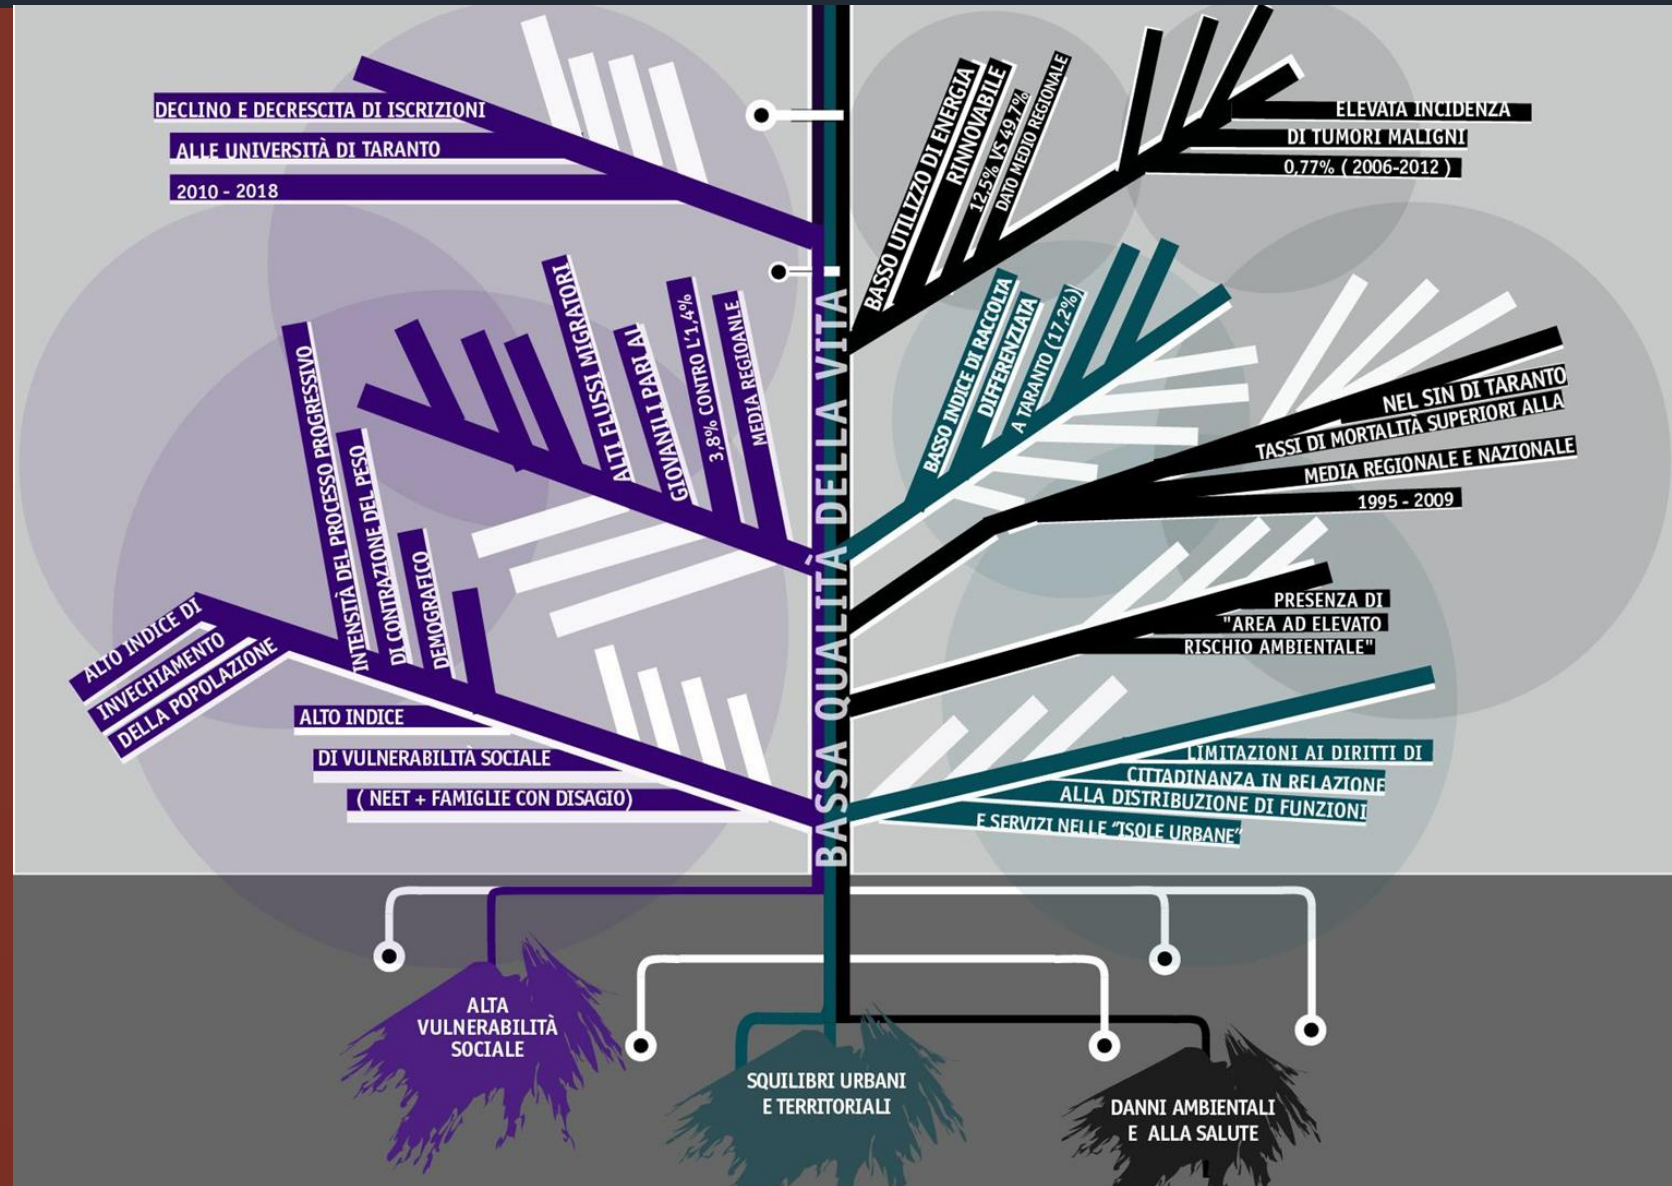 DECLINO E DECRESCITA DI ISCRIZIONI
ALLE UNIVERSITÀ DI TARANTO
2010 - 2018
ALTI FLUSSI MIGRATORI
GIOVANILI PARI AL
3,8% CONTRO L'1,4%
MEDIA REGIOANLE
INTENSITÀ DEL PROCESSO PROGRESSIVO
DI CONTRAZIONE DEL PESO
DEMOGRAFICO
ALTO INDICE DI
INVECHIAMENTO
DELLA POPOLAZIONE
ALTO INDICE
DI VULNERABILITÀ SOCIALE
( NEET + FAMIGLIE CON DISAGIO)
BASSA QUALITÀ DELLA VITA
BASSO UTILIZZO DI ENERGIA
RINNOVABILE
12,5% VS 49,7%
DATO MEDIO REGIONALE
ELEVATA INCIDENZA
DI TUMORI MALIGNI
0,77% ( 2006-2012 )
BASSO INDICE DI RACCOLTA
DIFFERENZIATA
A TARANTO (17,2%)
NEL SIN DI TARANTO
TASSI DI MORTALITÀ SUPERIORI ALLA
MEDIA REGIONALE E NAZIONALE
1995 - 2009
PRESENZA DI
"AREA AD ELEVATO
RISCHIO AMBIENTALE"
LIMITAZIONI AI DIRITTI DI
CITTADINANZA IN RELAZIONE
ALLA DISTRIBUZIONE DI FUNZIONI
E SERVIZI NELLE "ISOLE URBANE"
ALTA
VULNERABILITÀ
SOCIALE
SQUILIBRI URBANI
E TERRITORIALI
DANNI AMBIENTALI
E ALLA SALUTE